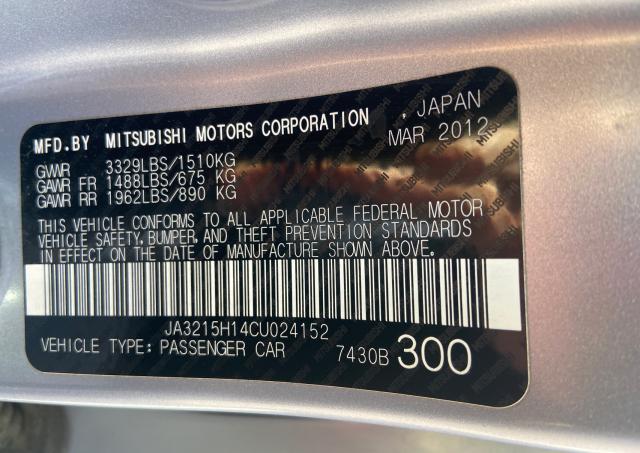 MFD.BY MITSUBISHI MOTORS CORPORATION , JAPAN
MAR 2012
GVWR 3329LBS/1510KG
GAWR FR 1488LBS/675 KG
GAWR RR 1962LBS/890 KG
THIS VEHICLE CONFORMS TO ALL APPLICABLE FEDERAL MOTOR
VEHICLE SAFETY, BUMPER, AND THEFT PREVENTION STANDARDS
IN EFFECT ON THE DATE OF MANUFACTURE SHOWN ABOVE.
JA3215H14CU024152
VEHICLE TYPE: PASSENGER CAR 7430B 300